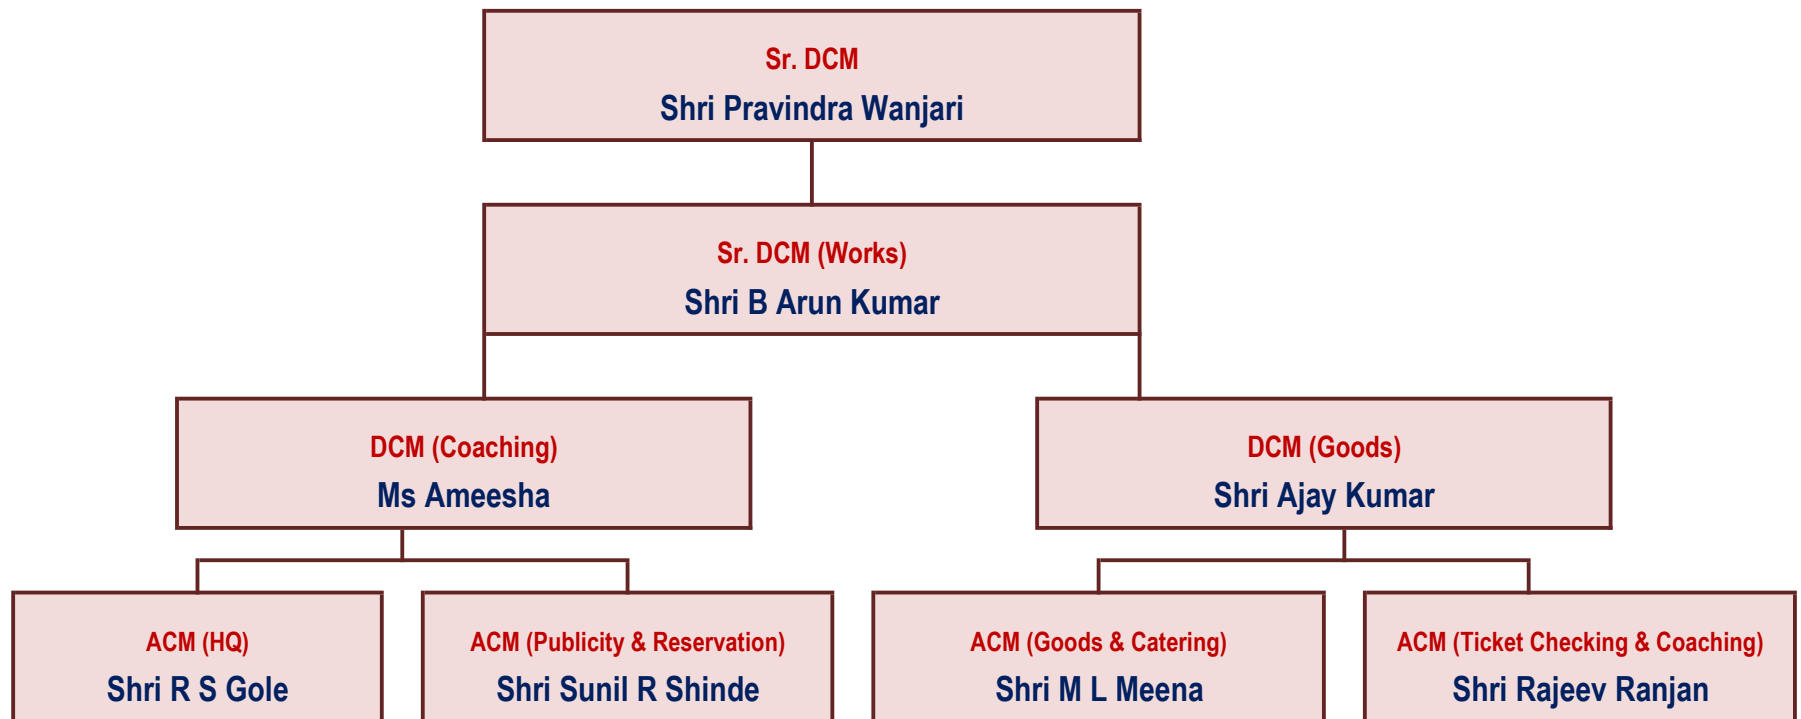 Sr. DCM
Shri Pravindra Wanjari
Sr. DCM (Works)
Shri B Arun Kumar
DCM (Coaching)
Ms Ameesha
DCM (Goods)
Shri Ajay Kumar
ACM (HQ)
Shri R S Gole
ACM (Publicity & Reservation)
Shri Sunil R Shinde
ACM (Goods & Catering)
Shri M L Meena
ACM (Ticket Checking & Coaching)
Shri Rajeev Ranjan